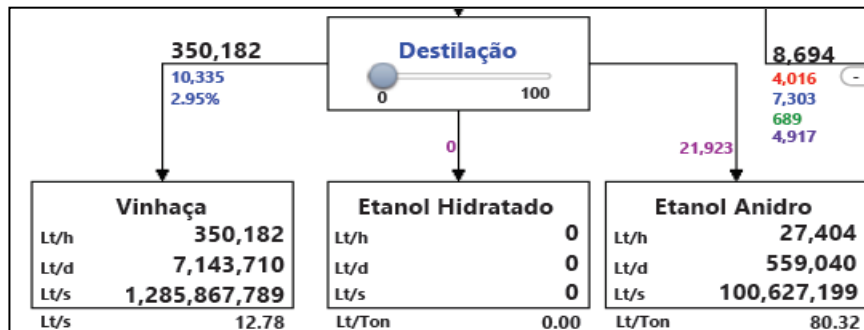 350,182
10,335
2.95%
Destilação
0 100
8,694
4,016
7,303
689
4,917
-
0
21,923
Vinhaça
Lt/h 350,182
Lt/d 7,143,710
Lt/s 1,285,867,789
Lt/s 12.78
Etanol Hidratado
Lt/h 0
Lt/d 0
Lt/s 0
Lt/Ton 0.00
Etanol Anidro
Lt/h 27,404
Lt/d 559,040
Lt/s 100,627,199
Lt/Ton 80.32